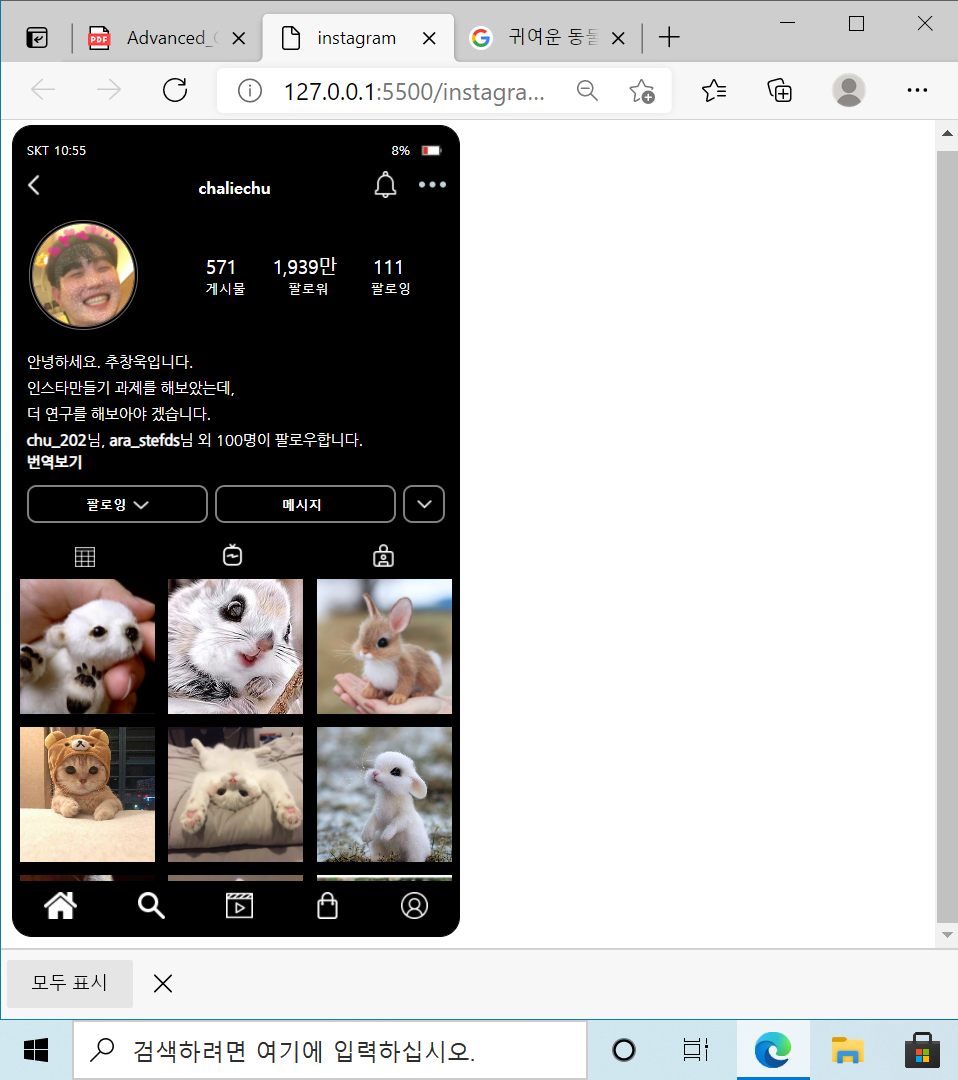 PDF Advanced_ instagram 귀여운 동물
127.0.0.1:5500/instagra...
SKT 10:55 8%
chaliechu
571 1,939만 111
게시물 팔로워 팔로잉
안녕하세요. 추창욱입니다.
인스타만들기 과제를 해보았는데,
더 연구를 해보아야 겠습니다.
chu_202님, ara_stefds님 외 100명이 팔로우합니다.
번역보기
팔로잉 메시지
모두 표시
검색하려면 여기에 입력하십시오.